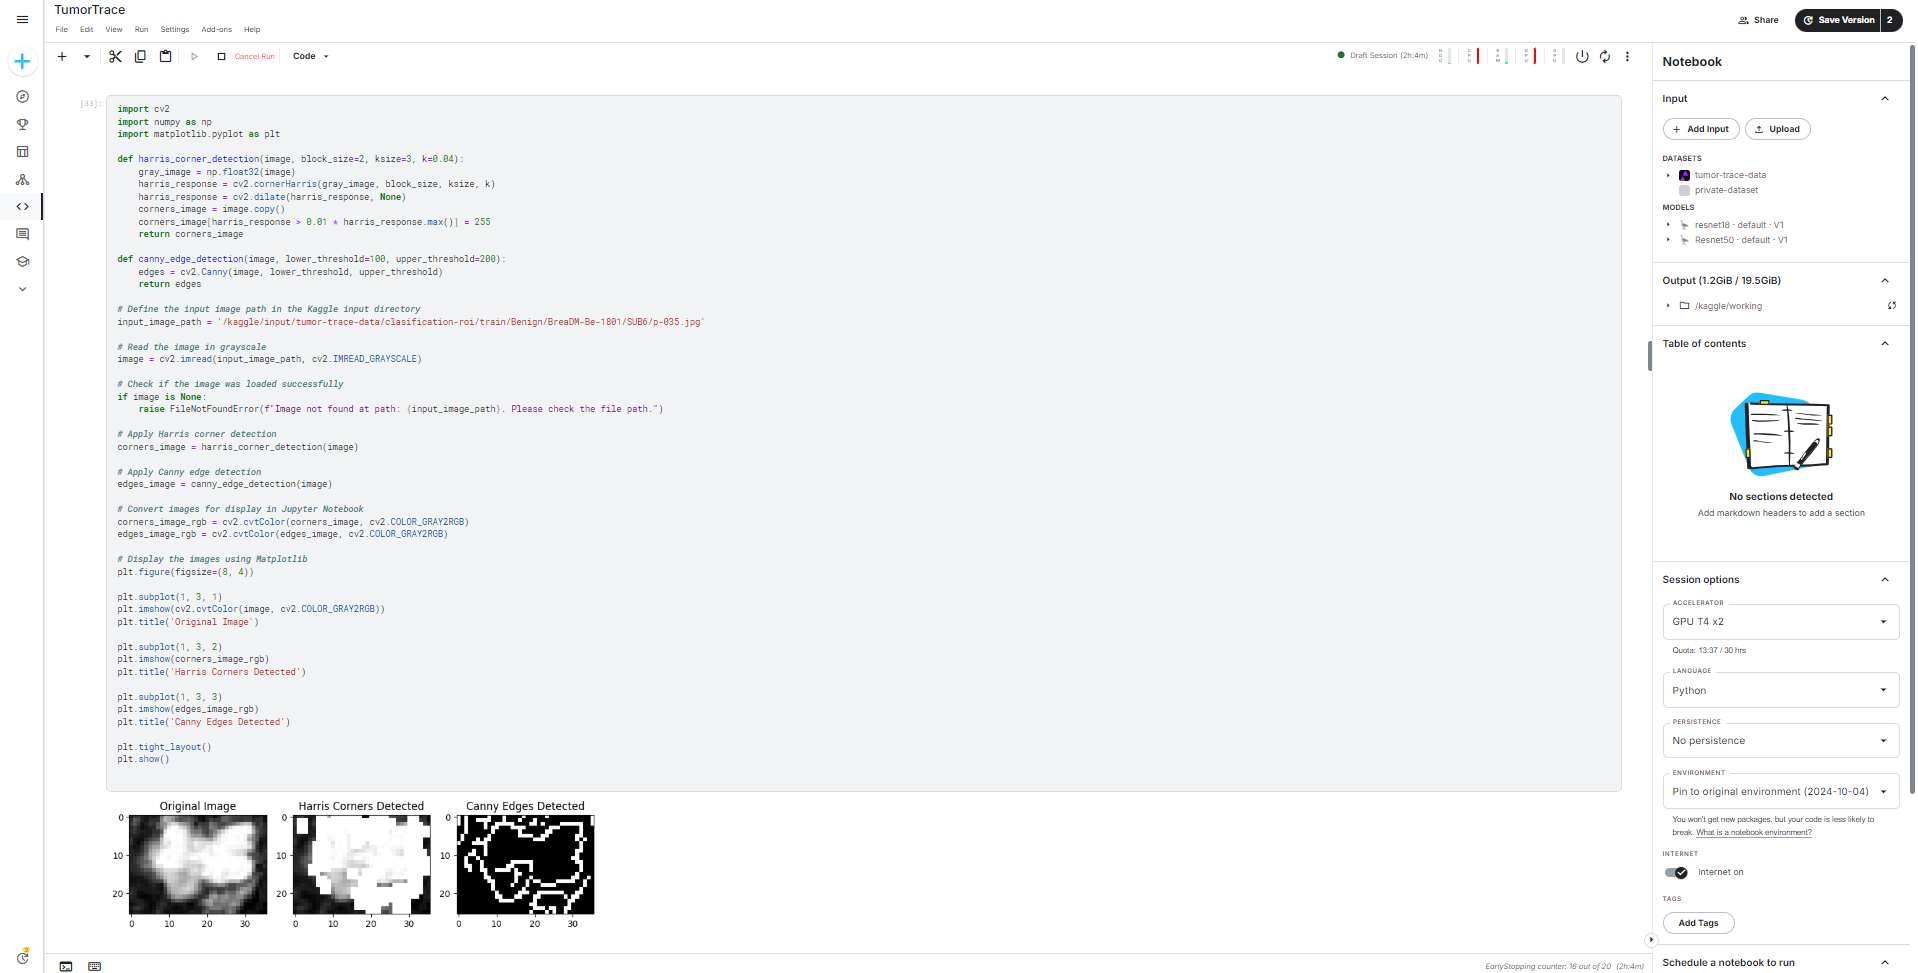 TumorTrace
File Edit View Run Settings Add-ons Help
Share
Save Version 2
Cancel Run
Code
Draft Session (2h:4m)
[33]:
import cv2
import numpy as np
import matplotlib.pyplot as plt
def harris_corner_detection(image, block_size=2, ksize=3, k=0.04):
gray_image = np.float32(image)
harris_response = cv2.cornerHarris(gray_image, block_size, ksize, k)
harris_response = cv2.dilate(harris_response, None)
corners_image = image.copy()
corners_image[harris_response > 0.01 * harris_response.max()] = 255
return corners_image
def canny_edge_detection(image, lower_threshold=100, upper_threshold=200):
edges = cv2.Canny(image, lower_threshold, upper_threshold)
return edges
# Define the input image path in the Kaggle input directory
input_image_path = '/kaggle/input/tumor-trace-data/clasification-roi/train/Benign/BreaDM-Be-1801/SUB6/p-035.jpg'
# Read the image in grayscale
image = cv2.imread(input_image_path, cv2.IMREAD_GRAYSCALE)
# Check if the image was loaded successfully
if image is None:
raise FileNotFoundError(f"Image not found at path: {input_image_path}. Please check the file path.")
# Apply Harris corner detection
corners_image = harris_corner_detection(image)
# Apply Canny edge detection
edges_image = canny_edge_detection(image)
# Convert images for display in Jupyter Notebook
corners_image_rgb = cv2.cvtColor(corners_image, cv2.COLOR_GRAY2RGB)
edges_image_rgb = cv2.cvtColor(edges_image, cv2.COLOR_GRAY2RGB)
# Display the images using Matplotlib
plt.figure(figsize=(8, 4))
plt.subplot(1, 3, 1)
plt.imshow(cv2.cvtColor(image, cv2.COLOR_GRAY2RGB))
plt.title('Original Image')
plt.subplot(1, 3, 2)
plt.imshow(corners_image_rgb)
plt.title('Harris Corners Detected')
plt.subplot(1, 3, 3)
plt.imshow(edges_image_rgb)
plt.title('Canny Edges Detected')
plt.tight_layout()
plt.show()
Original Image
0
10
20
0 10 20 30
Harris Corners Detected
0
10
20
0 10 20 30
Canny Edges Detected
0
10
20
0 10 20 30
EarlyStopping counter: 16 out of 20 (2h:4m)
Notebook
Input
Add Input
Upload
DATASETS
tumor-trace-data
private-dataset
MODELS
resnet18 · default · V1
Resnet50 · default · V1
Output (1.2GiB / 19.5GiB)
/kaggle/working
Table of contents
No sections detected
Add markdown headers to add a section
Session options
ACCELERATOR
GPU T4 x2
Quota: 13:37 / 30 hrs
LANGUAGE
Python
PERSISTENCE
No persistence
ENVIRONMENT
Pin to original environment (2024-10-04)
You won't get new packages, but your code is less likely to
break. What is a notebook environment?
INTERNET
Internet on
TAGS
Add Tags
Schedule a notebook to run